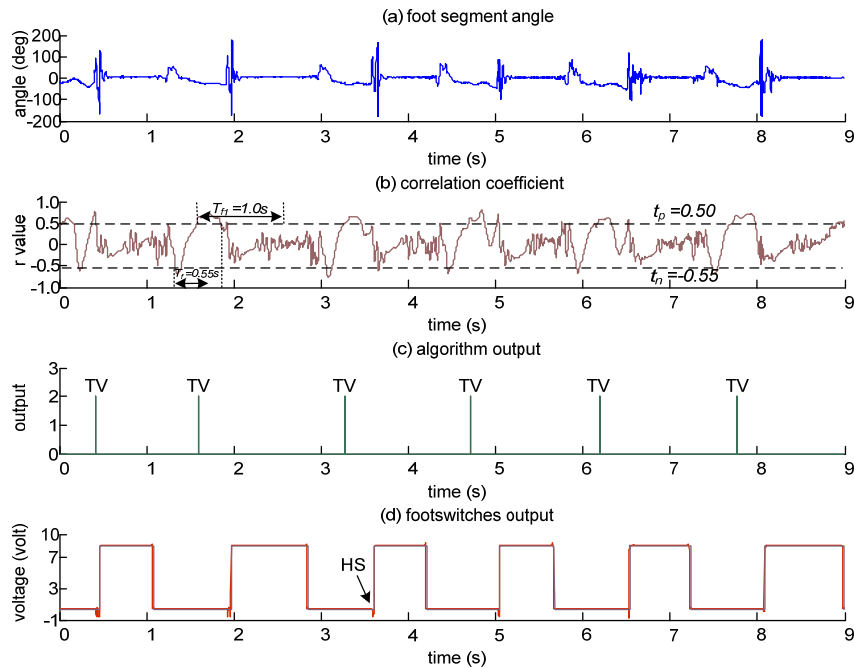 (a) foot segment angle
angle (deg)
200
100
0
-100
-200
0 1 2 3 4 5 6 7 8 9
time (s)
(b) correlation coefficient
r value
1.0
0.5
0
-0.5
-1.0
Tf1 =1.0s
tp =0.50
Tr =0.55s
tn =-0.55
0 1 2 3 4 5 6 7 8 9
time (s)
(c) algorithm output
output
3
2
1
0
TV TV TV TV TV TV
0 1 2 3 4 5 6 7 8 9
time (s)
(d) footswitches output
voltage (volt)
10
7
3
-1
HS
0 1 2 3 4 5 6 7 8 9
time (s)